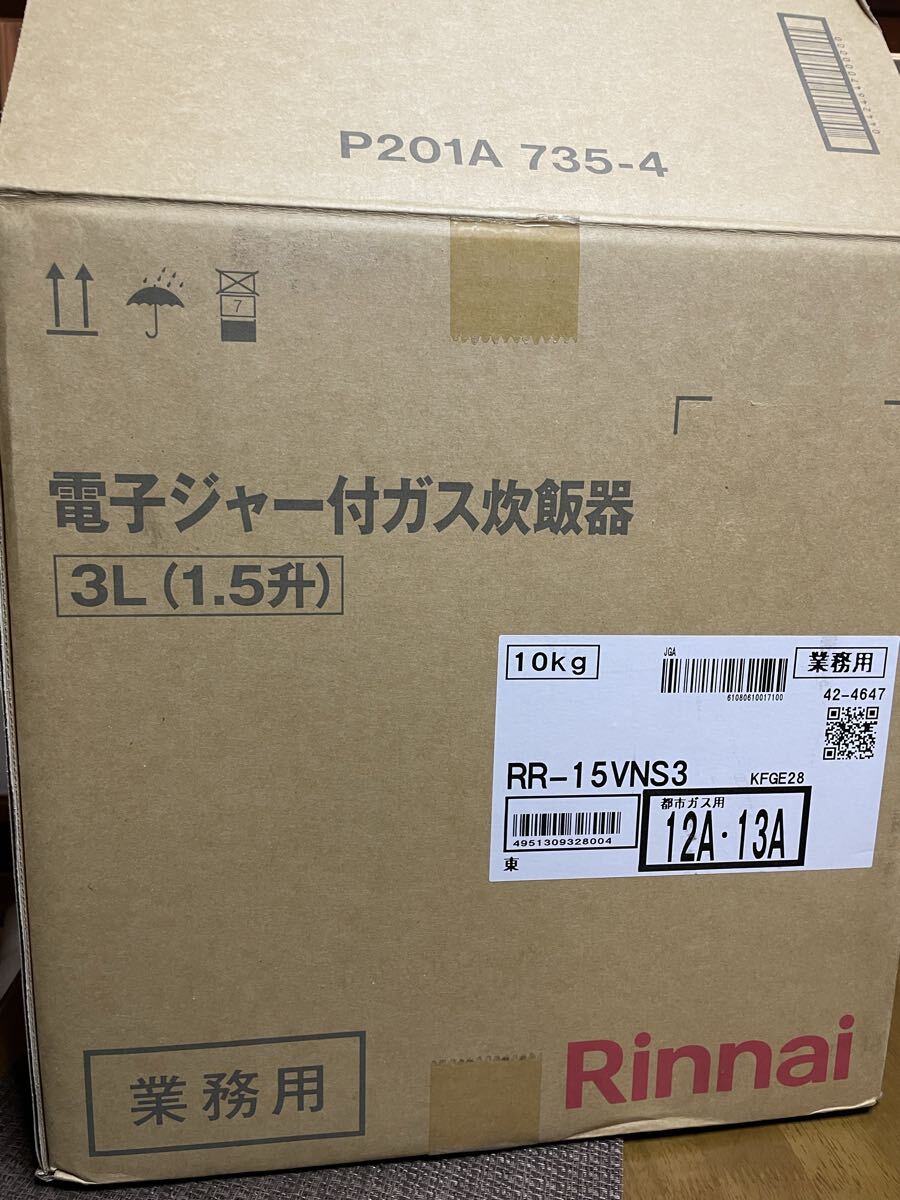 0424647000000
P201A 735-4
7
電子ジャー付ガス炊飯器
3L(1.5升)
10kg
JGA
61080610017100
業務用
42-4647
RR-15VNS3
KFGE28
4951309328004
都市ガス用
12A・13A
東
業務用
Rinnai